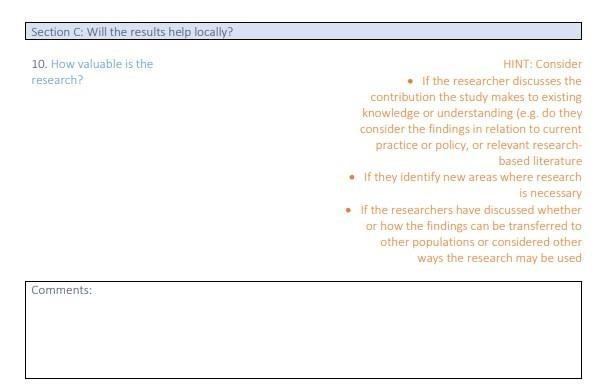 Section C: Will the results help locally?
10. How valuable is the
research?
HINT: Consider
• If the researcher discusses the
contribution the study makes to existing
knowledge or understanding (e.g. do they
consider the findings in relation to current
practice or policy, or relevant research-
based literature
• If they identify new areas where research
is necessary
• If the researchers have discussed whether
or how the findings can be transferred to
other populations or considered other
ways the research may be used
Comments: